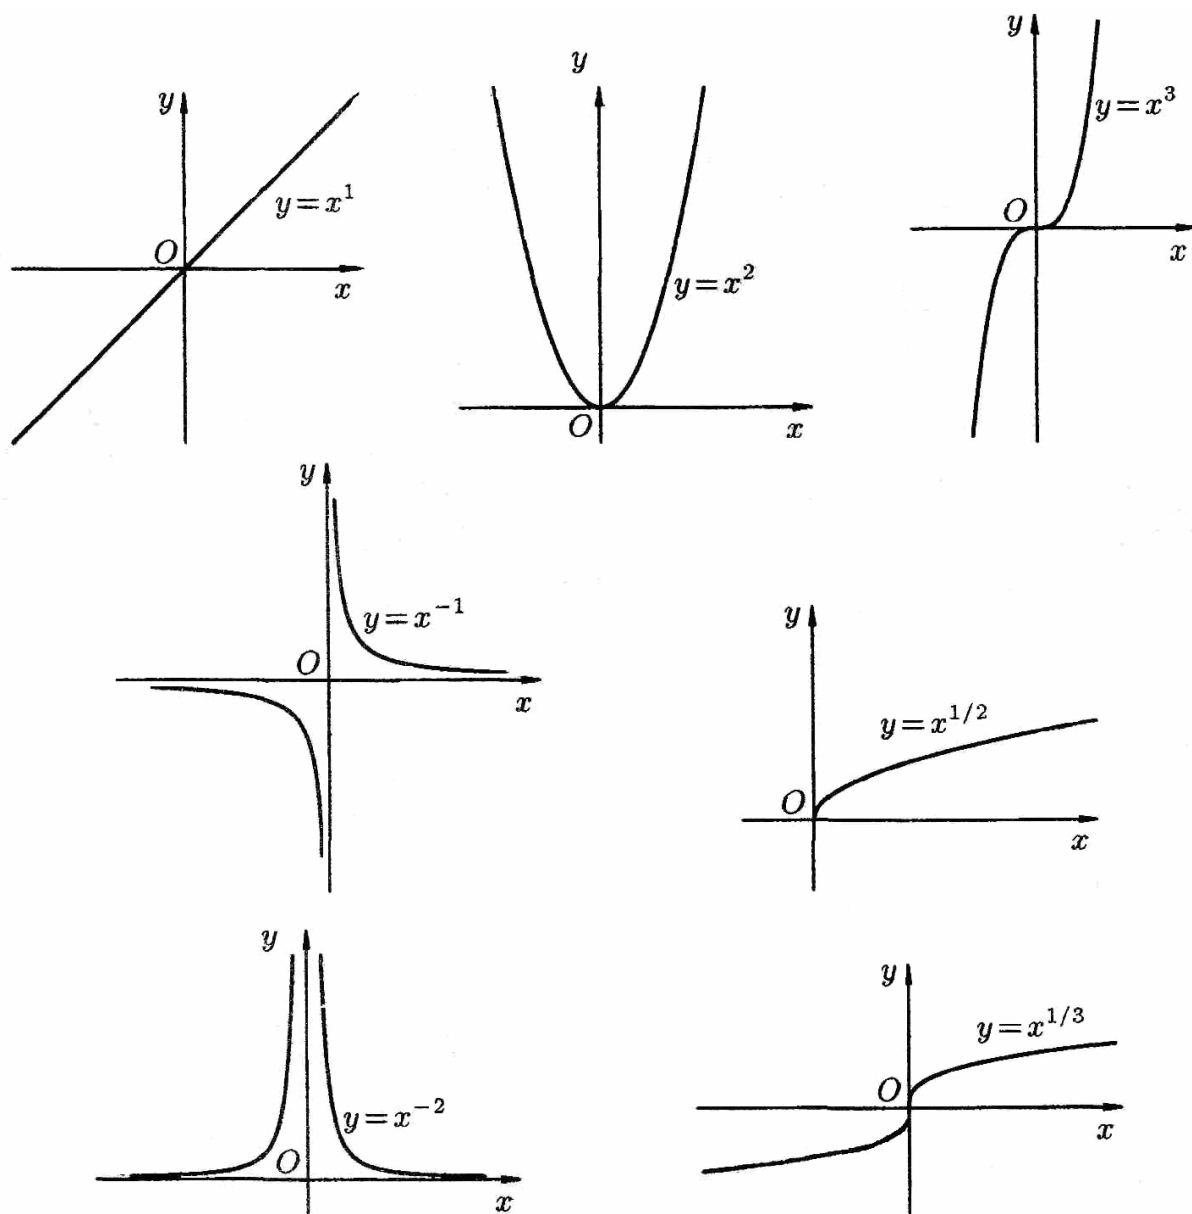 y
y = x^1
O
x
y
y = x^2
O
x
y
y = x^3
O
x
y
y = x^{-1}
O
x
y
y = x^{1/2}
O
x
y
y = x^{-2}
O
x
y
y = x^{1/3}
O
x